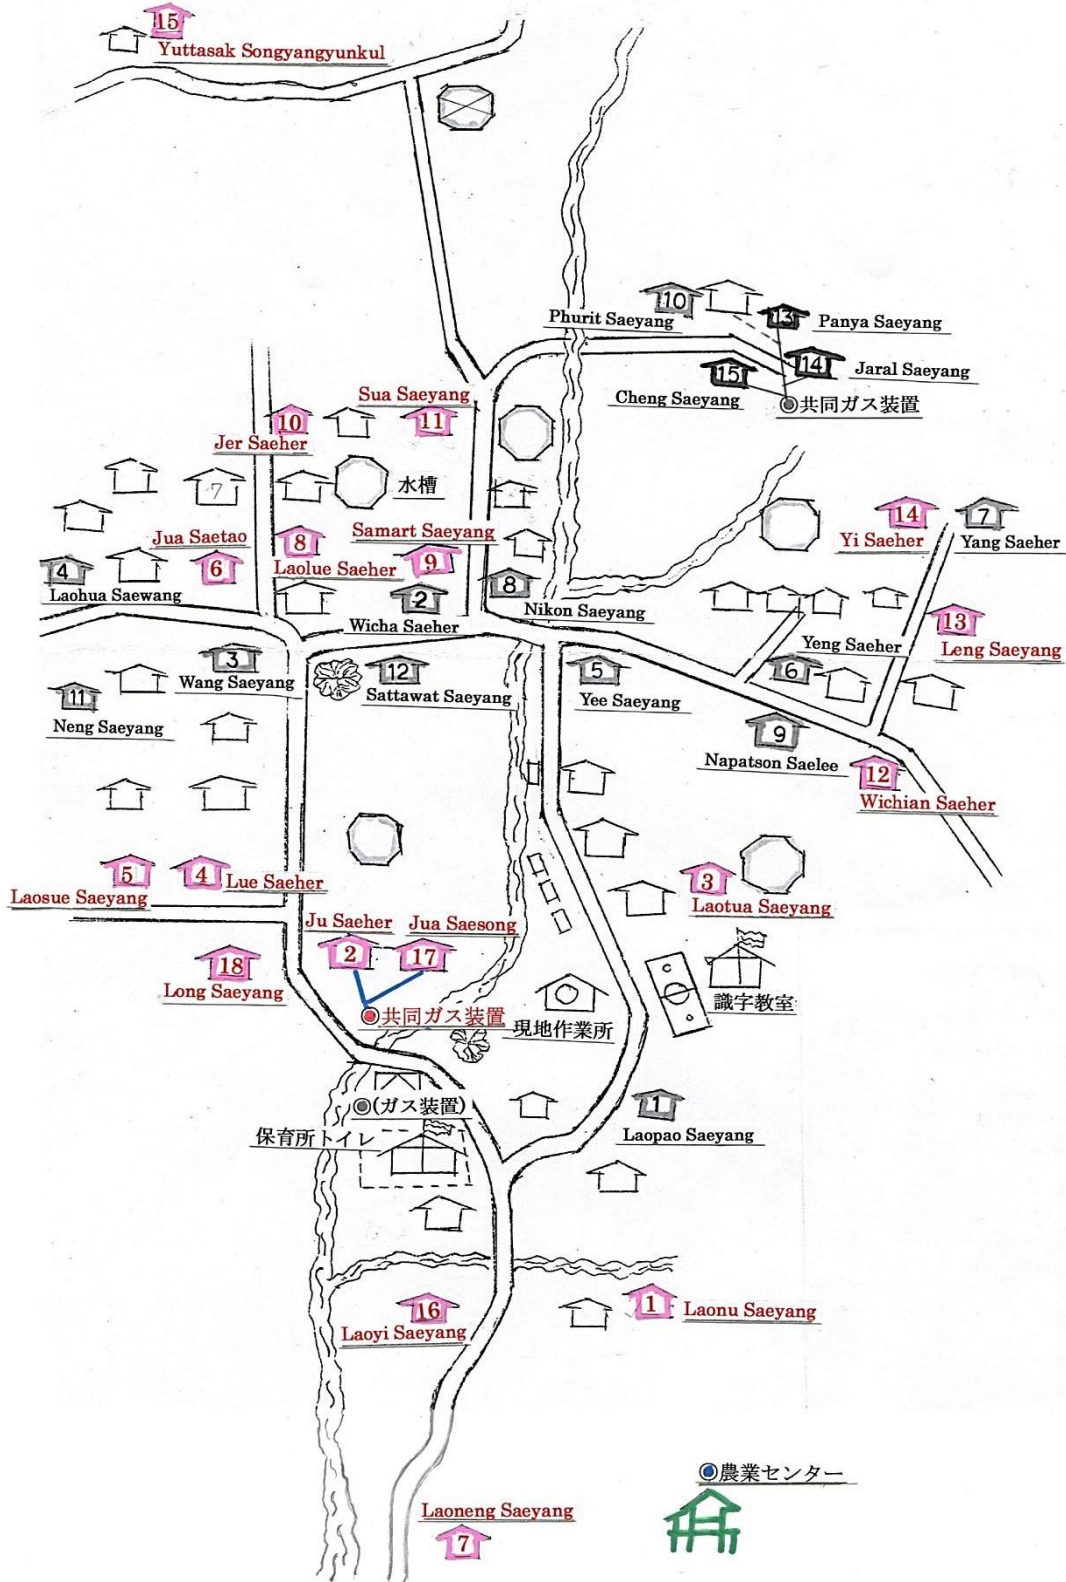 15
Yuttasak Songyangyunkul
10
13
Phurit Saeyang
Panya Saeyang
14
15
Jaral Saeyang
Cheng Saeyang
共同ガス装置
Sua Saeyang
10
11
Jer Saeher
7
水槽
14
7
Samart Saeyang
Jua Saetao
8
Yi Saeher
Yang Saeher
4
6
Laolue Saeher
9
8
Laohua Saewang
2
Nikon Saeyang
13
Wicha Saeher
Yeng Saeher
Leng Saeyang
3
12
5
6
Wang Saeyang
Sattawat Saeyang
Yee Saeyang
11
Neng Saeyang
9
Napatson Saelee
12
Wichian Saeher
5
4
3
Laosue Saeyang
Lue Saeher
Laotua Saeyang
Ju Saeher
Jua Saesong
2
17
18
Long Saeyang
識字教室
共同ガス装置
現地作業所
(ガス装置)
1
保育所トイレ
Laopao Saeyang
16
1
Laonu Saeyang
Laoyi Saeyang
農業センター
Laoneng Saeyang
7